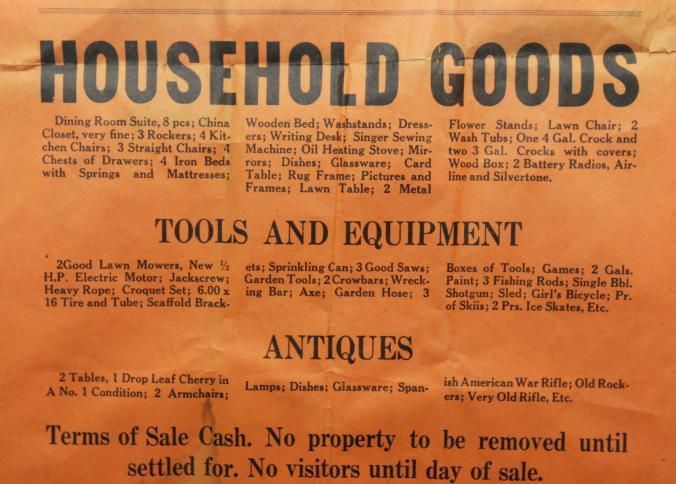 HOUSEHOLD GOODS
Dining Room Suite, 8 pcs; China
Closet, very fine; 3 Rockers; 4 Kit-
chen Chairs; 3 Straight Chairs; 4
Chests of Drawers; 4 Iron Beds
with Springs and Mattresses;
Wooden Bed; Washstands; Dress-
ers; Writing Desk; Singer Sewing
Machine; Oil Heating Stove; Mir-
rors; Dishes; Glassware; Card
Table; Rug Frame; Pictures and
Frames; Lawn Table; 2 Metal
Flower Stands; Lawn Chair; 2
Wash Tubs; One 4 Gal. Crock and
two 3 Gal. Crocks with covers;
Wood Box; 2 Battery Radios, Air-
line and Silvertone.
TOOLS AND EQUIPMENT
2Good Lawn Mowers, New ½
H.P. Electric Motor; Jackscrew;
Heavy Rope; Croquet Set; 6.00 x
16 Tire and Tube; Scaffold Brack-
ets; Sprinkling Can; 3 Good Saws;
Garden Tools; 2 Crowbars; Wreck-
ing Bar; Axe; Garden Hose; 3
Boxes of Tools; Games; 2 Gals.
Paint; 3 Fishing Rods; Single Bbl.
Shotgun; Sled; Girl's Bicycle; Pr.
of Skiis; 2 Prs. Ice Skates, Etc.
ANTIQUES
2 Tables, 1 Drop Leaf Cherry in
A No. 1 Condition; 2 Armchairs;
Lamps; Dishes; Glassware; Span-
ish American War Rifle; Old Rock-
ers; Very Old Rifle, Etc.
Terms of Sale Cash. No property to be removed until
settled for. No visitors until day of sale.